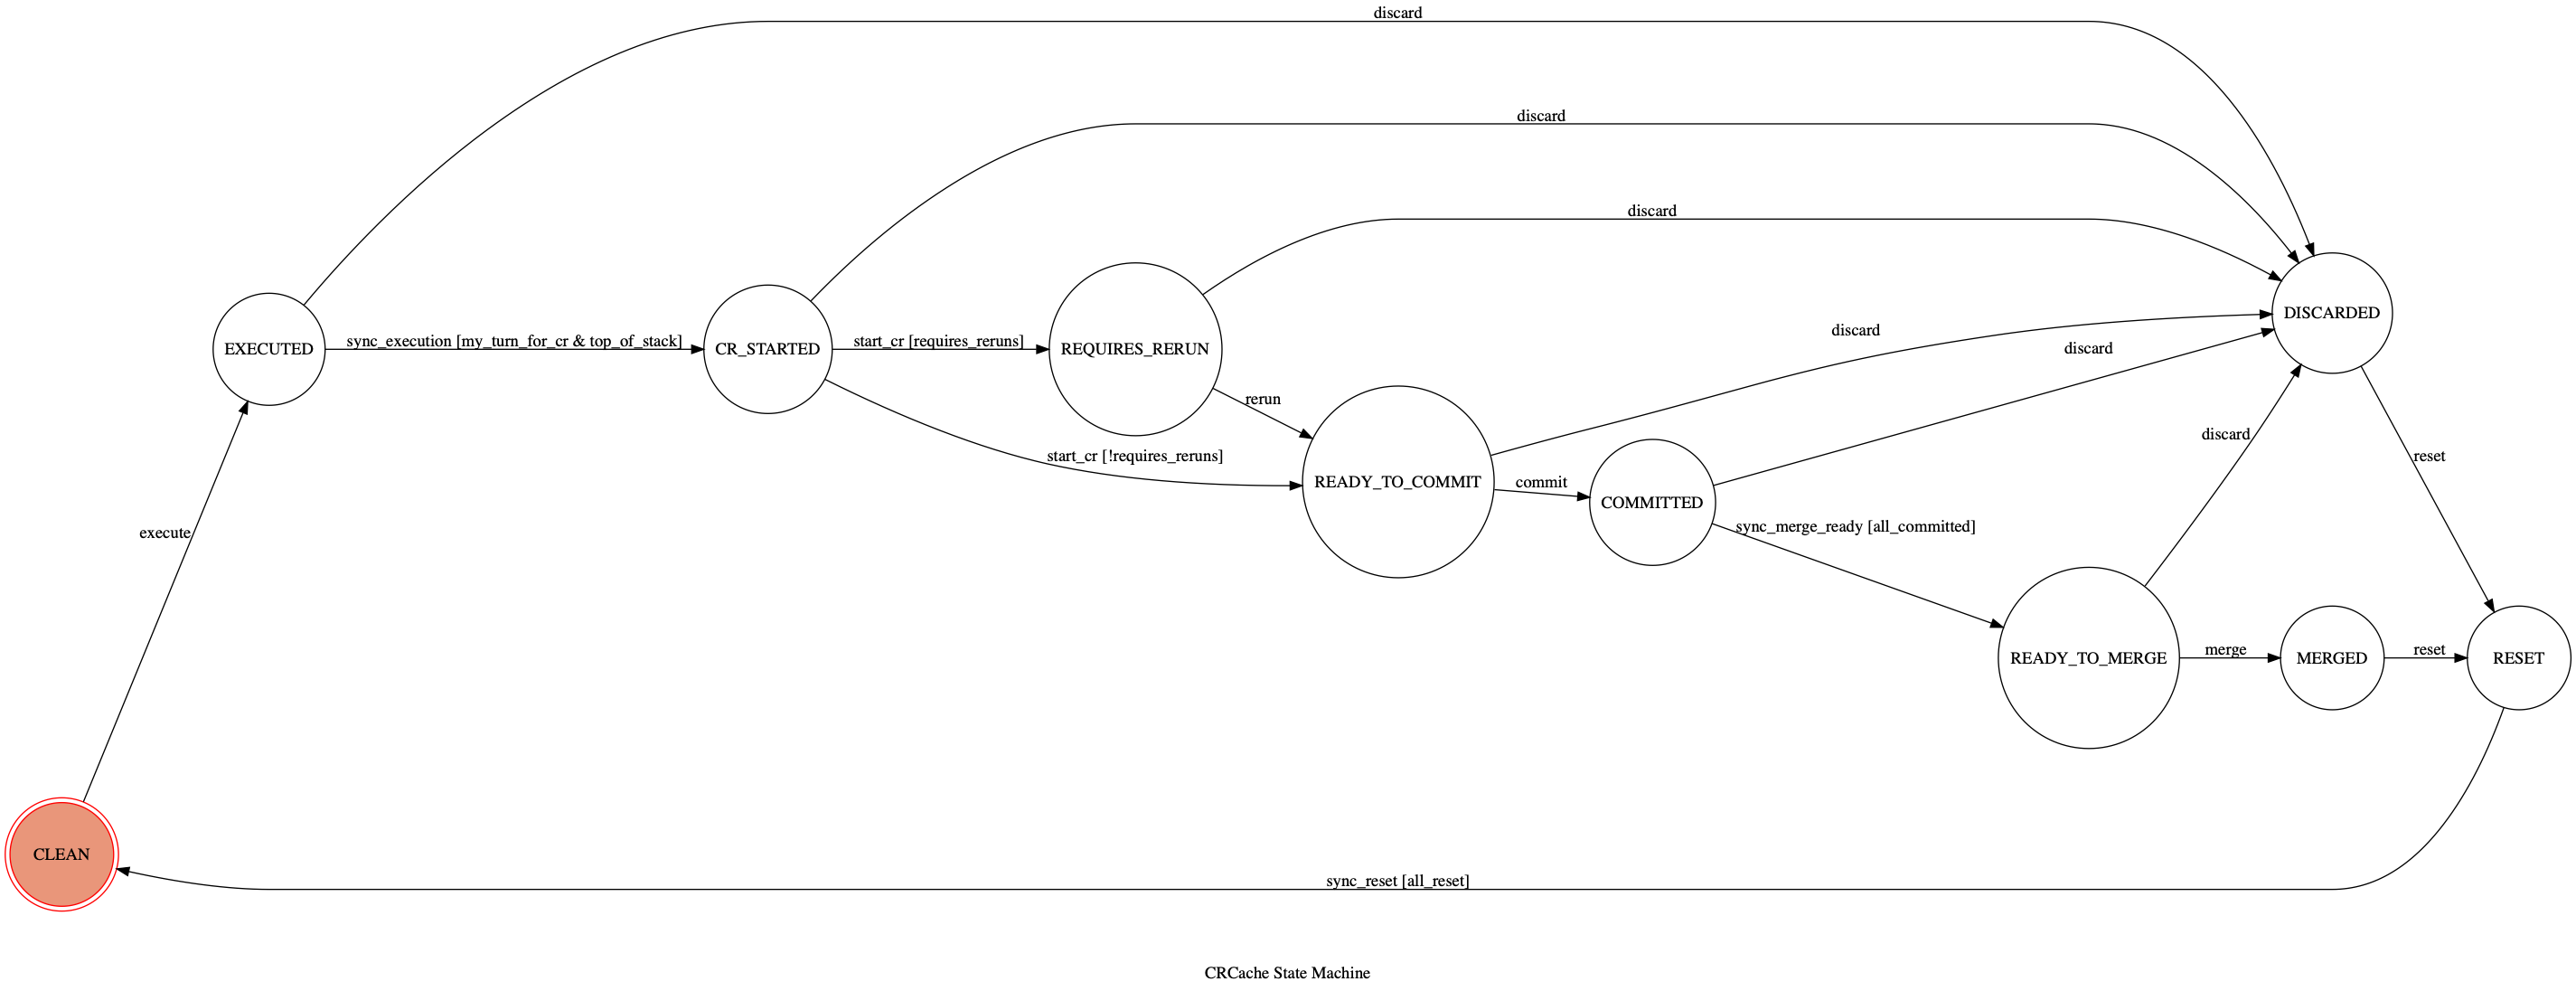 discard
discard
discard
EXECUTED
sync_execution [my_turn_for_cr & top_of_stack]
CR_STARTED
start_cr [requires_reruns]
REQUIRES_RERUN
DISCARDED
discard
discard
rerun
start_cr [!requires_reruns]
READY_TO_COMMIT
commit
COMMITTED
discard
reset
sync_merge_ready [all_committed]
execute
READY_TO_MERGE
merge
MERGED
reset
RESET
CLEAN
sync_reset [all_reset]
CRCache State Machine